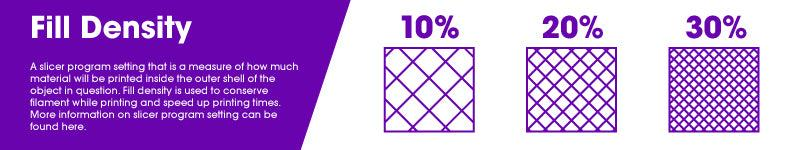 Fill Density
A slicer program setting that is a measure of how much
material will be printed inside the outer shell of the
object in question. Fill density is used to conserve
filament while printing and speed up printing times.
More information on slicer program setting can be
found here.
10%
20%
30%